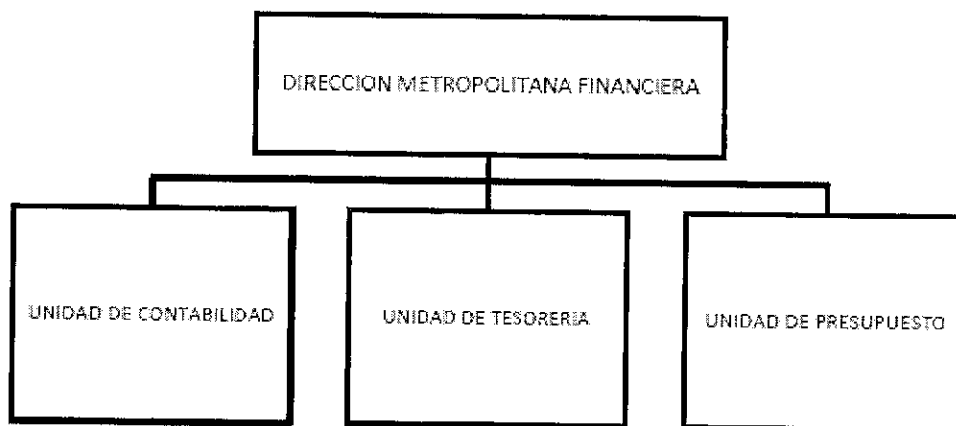 DIRECCION METROPOLITANA FINANCIERA
UNIDAD DE CONTABILIDAD
UNIDAD DE TESORERIA
UNIDAD DE PRESUPUESTO